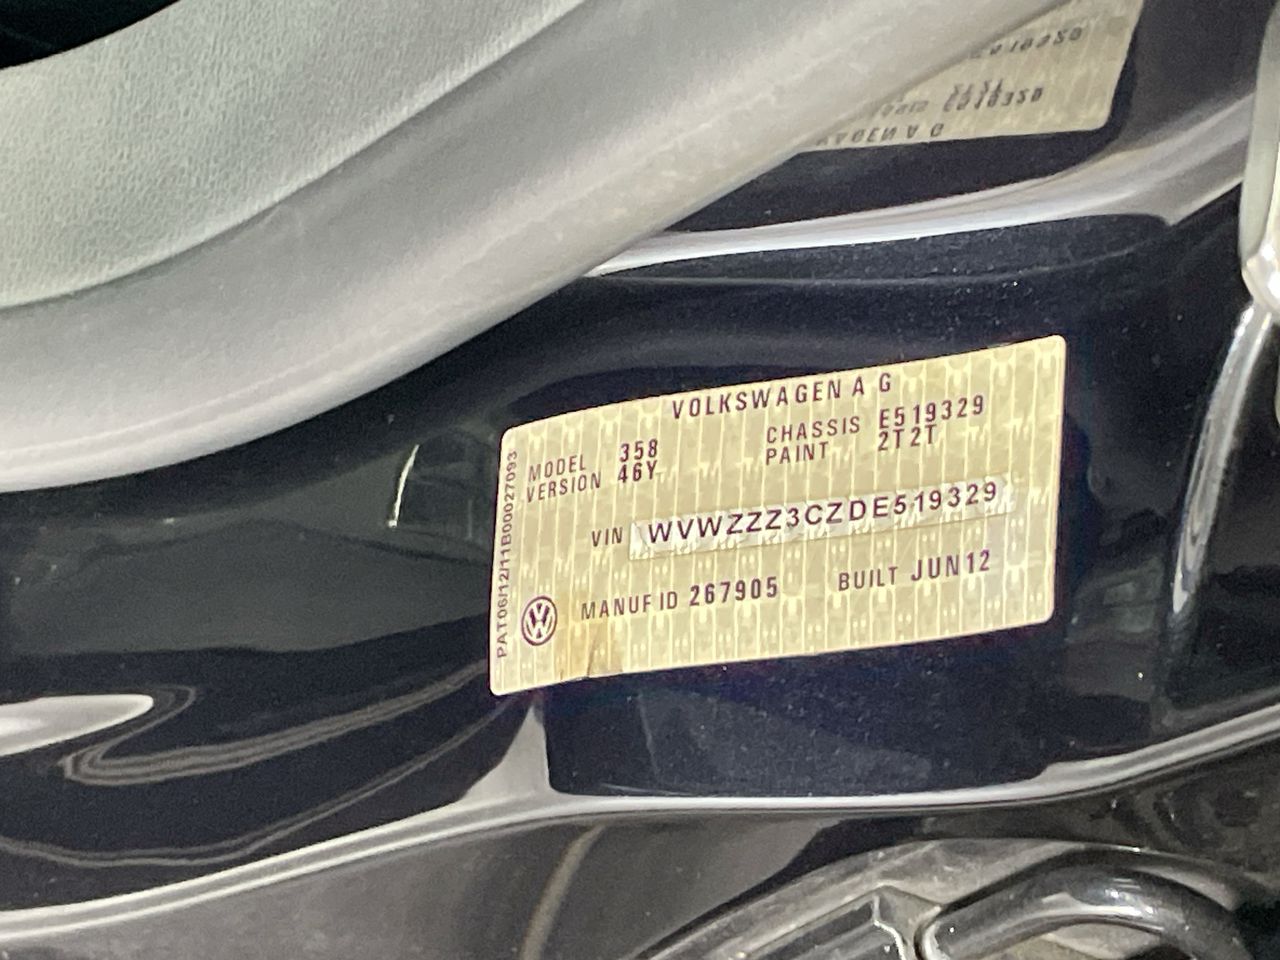 VOLKSWAGEN A G
MODEL 358 CHASSIS E519329
VERSION 46Y PAINT 2T2T
VIN WVWZZZ3CZDE519329
MANUF ID 267905 BUILT JUN12
PAT06/12/11B00027093